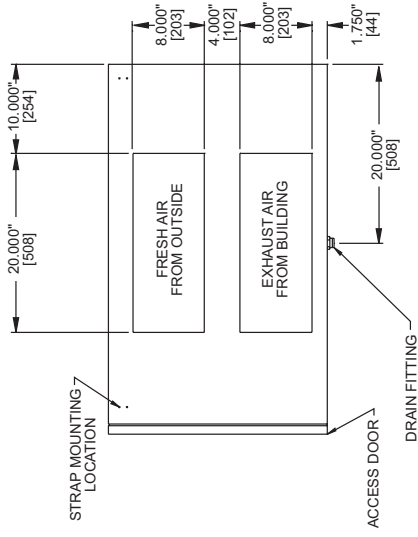 20.000"
[508]
10.000"
[254]
8.000"
[203]
4.000"
[102]
8.000"
[203]
1.750"
[44]
20.000"
[508]
STRAP MOUNTING
LOCATION
FRESH AIR
FROM OUTSIDE
EXHAUST AIR
FROM BUILDING
ACCESS DOOR
DRAIN FITTING